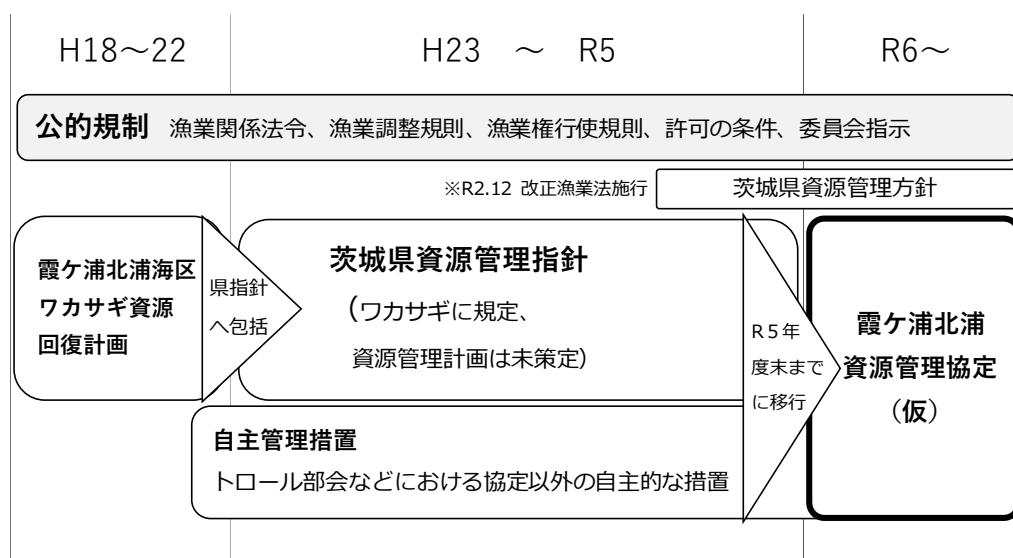 H18～22
H23　～　R5
R6～
公的規制 漁業関係法令、漁業調整規則、漁業権行使規則、許可の条件、委員会指示
※R2.12 改正漁業法施行
茨城県資源管理方針
霞ケ浦北浦海区
ワカサギ資源
回復計画
県指針
へ包括
茨城県資源管理指針
（ワカサギに規定、
資源管理計画は未策定）
R５年
度末まで
に移行
霞ケ浦北浦
資源管理協定
（仮）
自主管理措置
トロール部会などにおける協定以外の自主的な措置